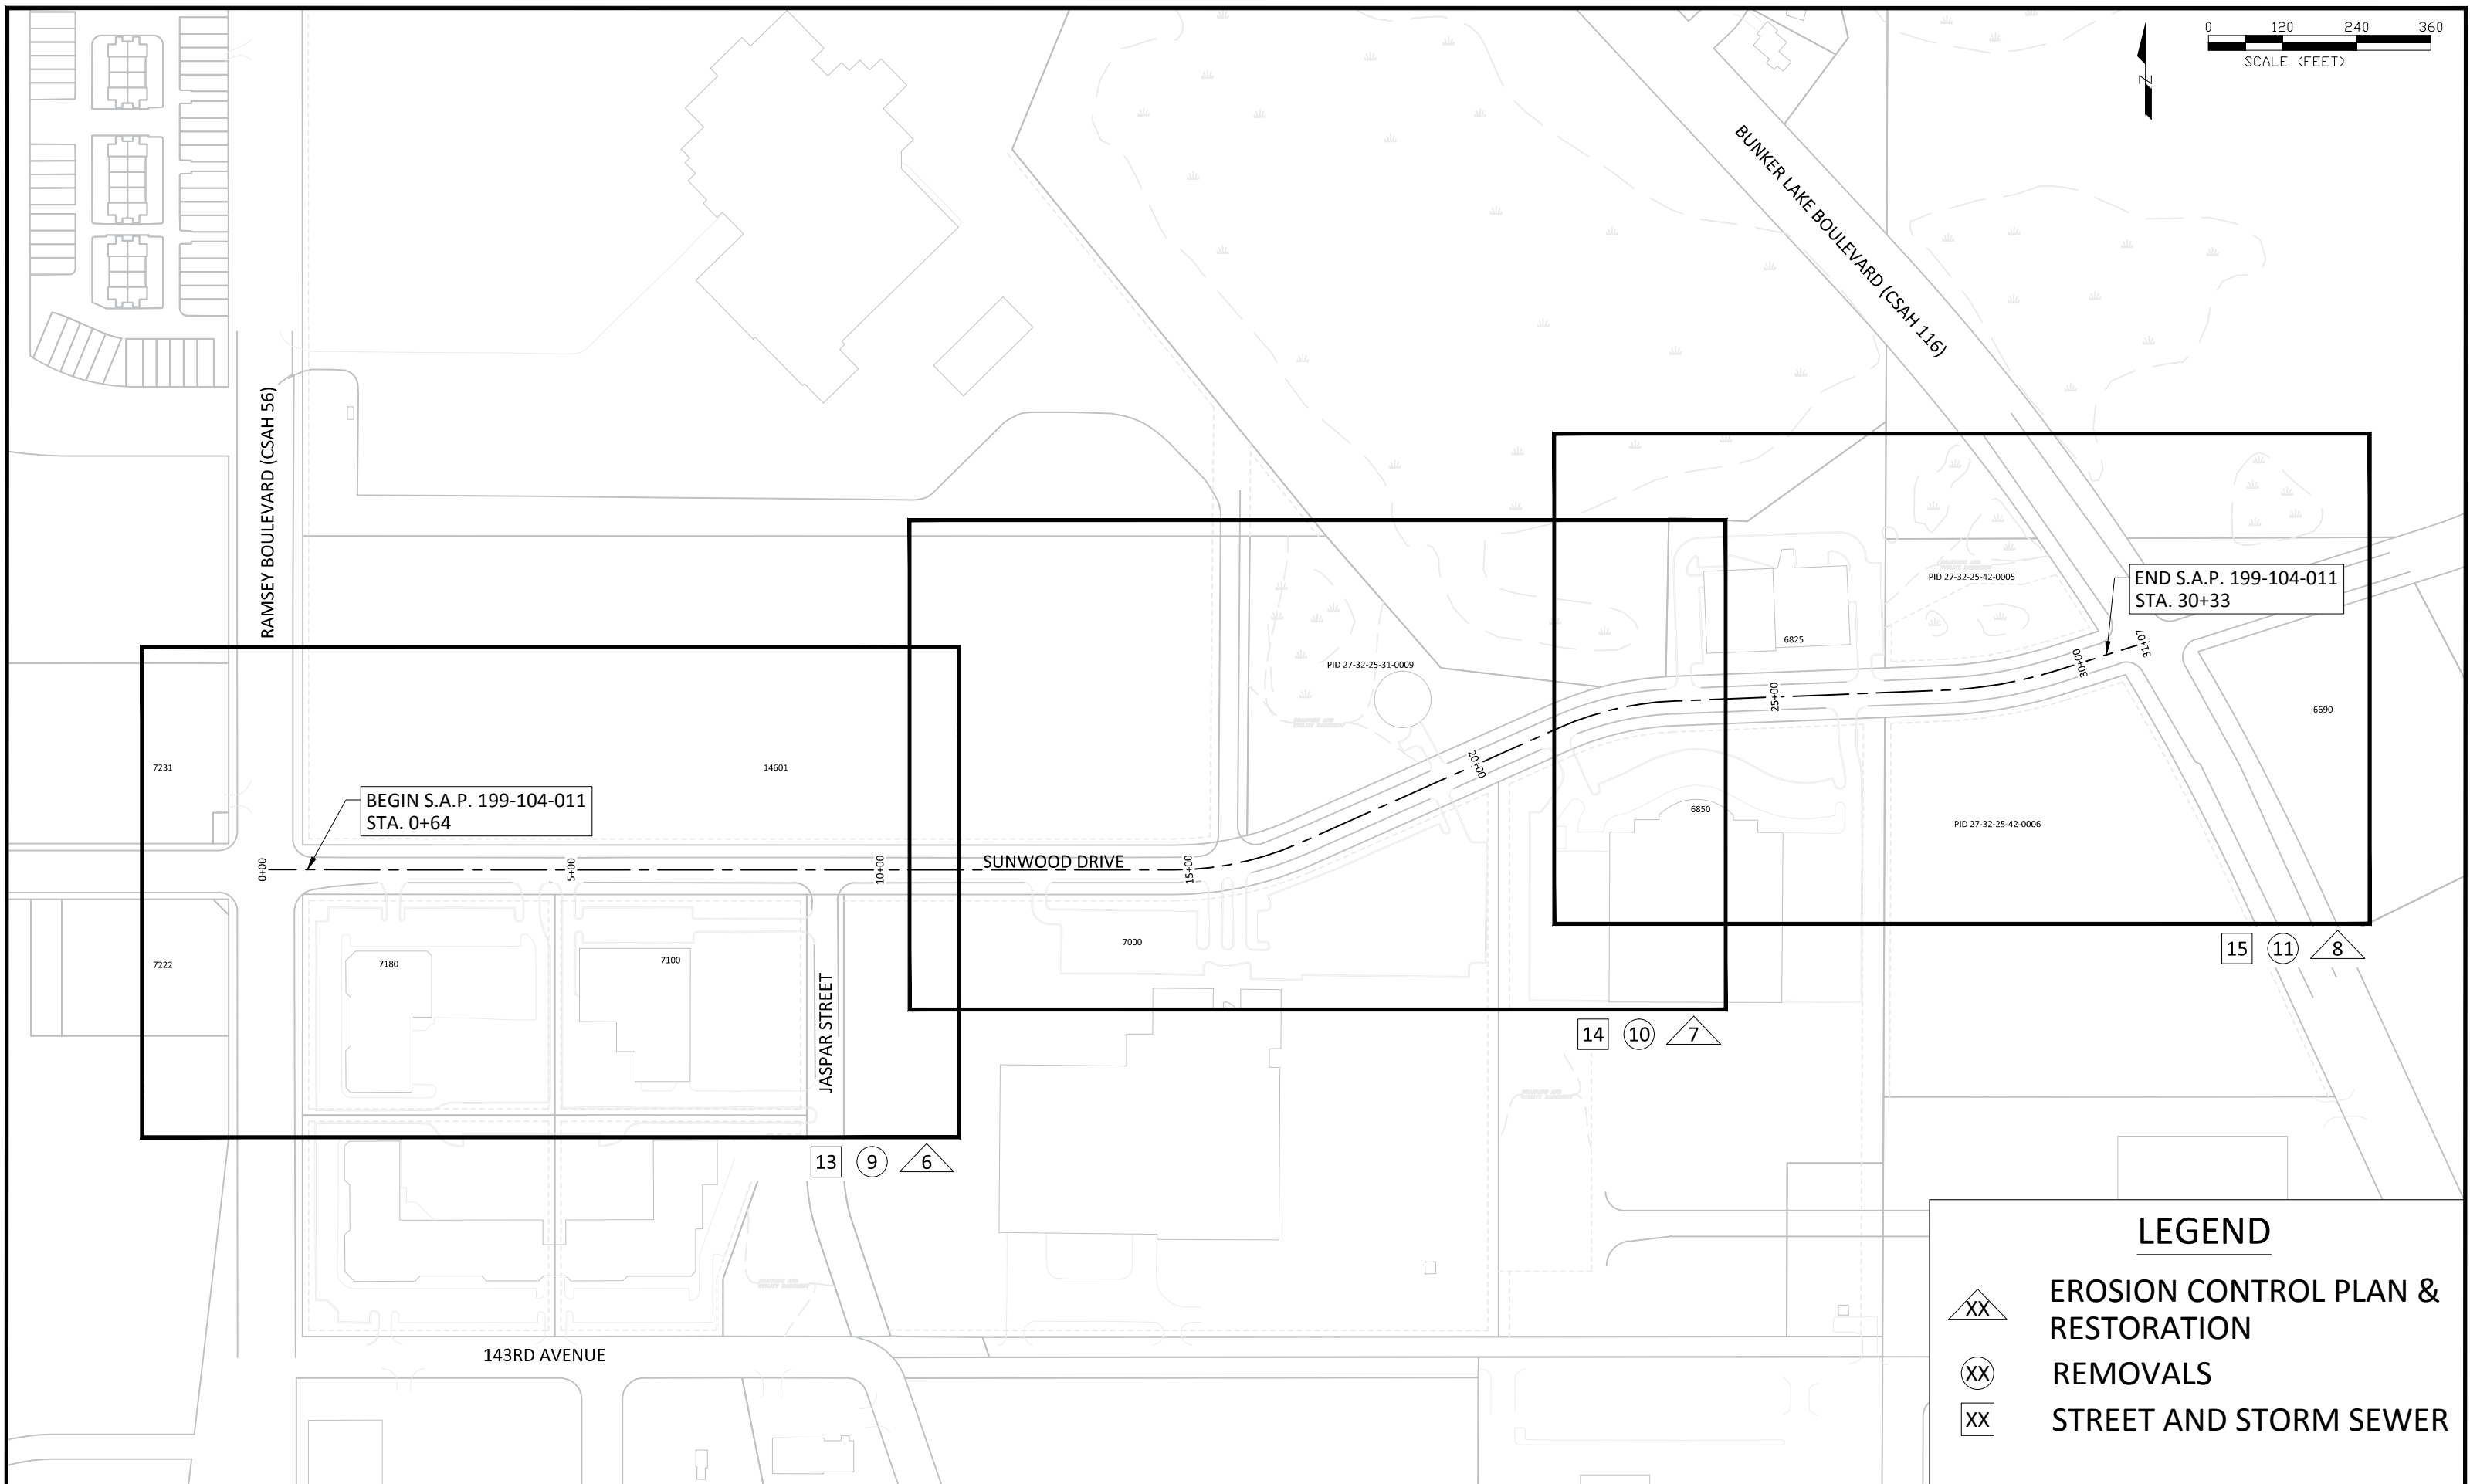 0 120 240 360
SCALE (FEET)
N
BUNKER LAKE BOULEVARD (CSAH 116)
RAMSEY BOULEVARD (CSAH 56)
PID 27-32-25-42-0005
END S.A.P. 199-104-011
STA. 30+33
6825
31+07
30+00
PID 27-32-25-31-0009
25+00
6690
20+00
7231
14601
BEGIN S.A.P. 199-104-011
STA. 0+64
6850
PID 27-32-25-42-0006
0+00
5+00
10+00
SUNWOOD DRIVE
15+00
7222
7180
7100
7000
JASPAR STREET
15 11 8
14 10 7
13 9 6
143RD AVENUE
LEGEND
XX EROSION CONTROL PLAN &
RESTORATION
XX REMOVALS
XX STREET AND STORM SEWER